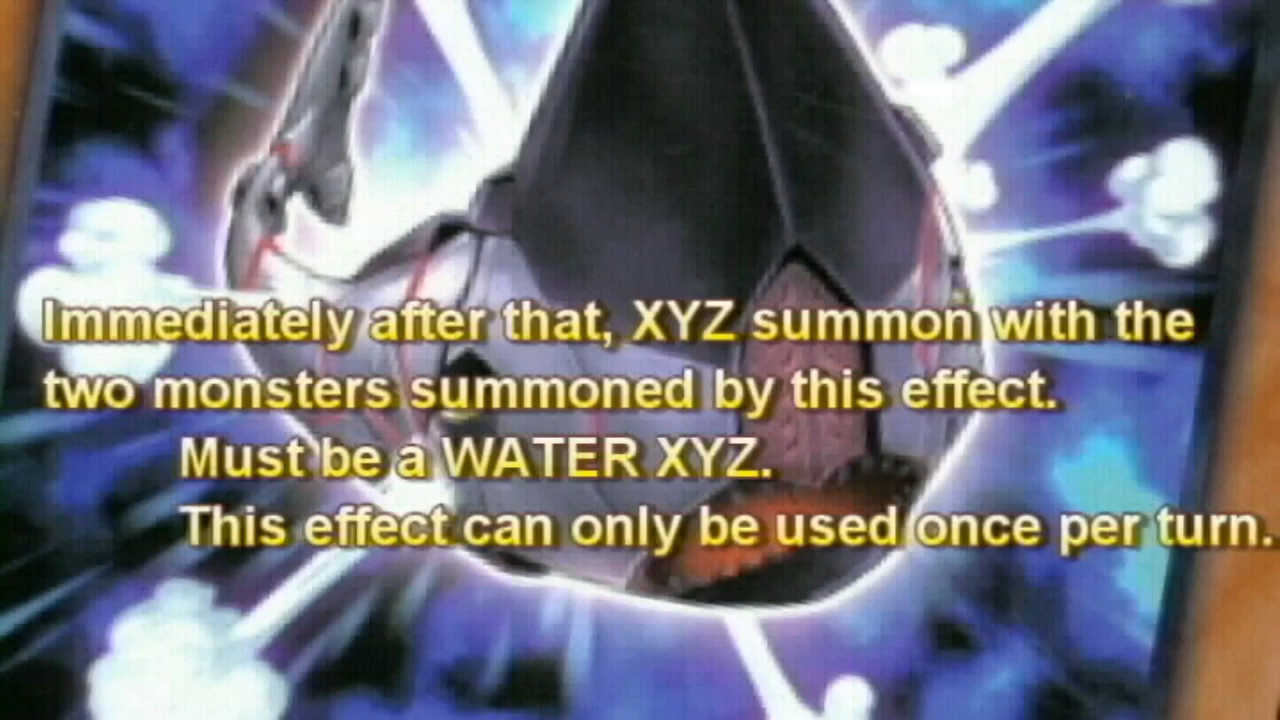 Immediately after that, XYZ summon with the
two monsters summoned by this effect.
Must be a WATER XYZ.
This effect can only be used once per turn.